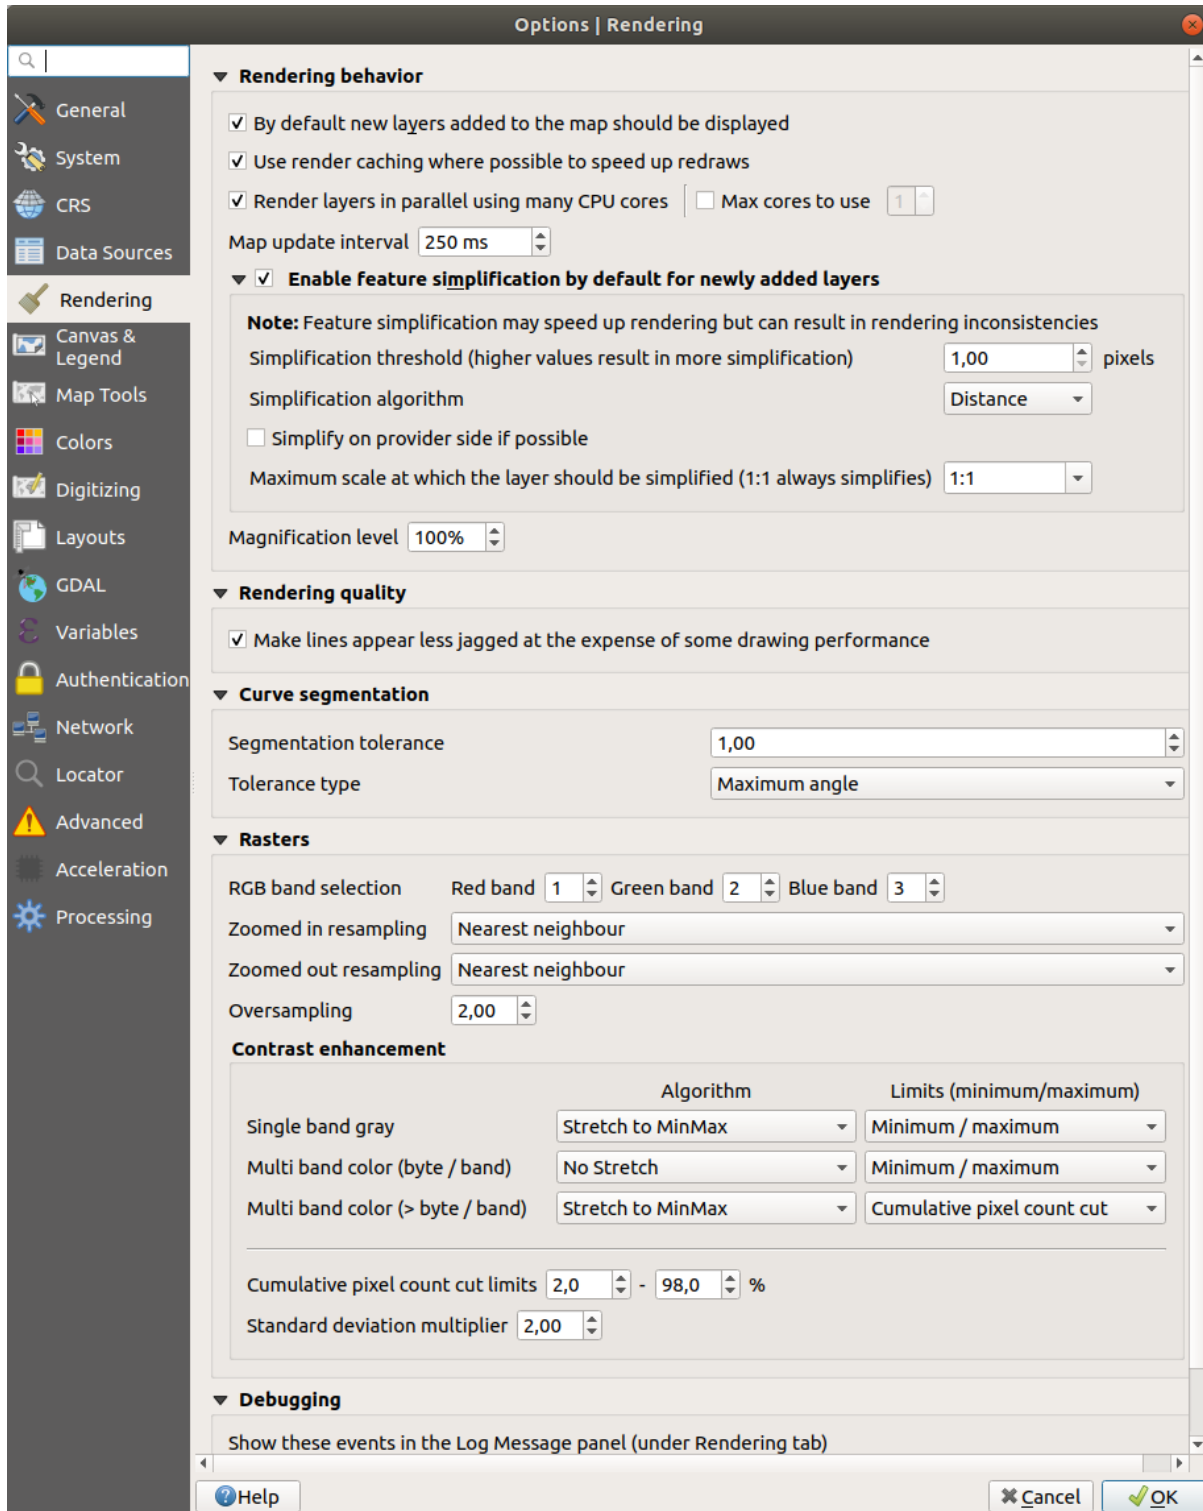 Options | Rendering
General
System
CRS
Data Sources
Rendering
Canvas &
Legend
Map Tools
Colors
Digitizing
Layouts
GDAL
Variables
Authentication
Network
Locator
Advanced
Acceleration
Processing
Rendering behavior
By default new layers added to the map should be displayed
Use render caching where possible to speed up redraws
Render layers in parallel using many CPU cores Max cores to use 1
Map update interval 250 ms
Enable feature simplification by default for newly added layers
Note: Feature simplification may speed up rendering but can result in rendering inconsistencies
Simplification threshold (higher values result in more simplification) 1,00 pixels
Simplification algorithm Distance
Simplify on provider side if possible
Maximum scale at which the layer should be simplified (1:1 always simplifies) 1:1
Magnification level 100%
Rendering quality
Make lines appear less jagged at the expense of some drawing performance
Curve segmentation
Segmentation tolerance 1,00
Tolerance type Maximum angle
Rasters
RGB band selection Red band 1 Green band 2 Blue band 3
Zoomed in resampling Nearest neighbour
Zoomed out resampling Nearest neighbour
Oversampling 2,00
Contrast enhancement
Algorithm Limits (minimum/maximum)
Single band gray Stretch to MinMax Minimum / maximum
Multi band color (byte / band) No Stretch Minimum / maximum
Multi band color (> byte / band) Stretch to MinMax Cumulative pixel count cut
Cumulative pixel count cut limits 2,0 - 98,0 %
Standard deviation multiplier 2,00
Debugging
Show these events in the Log Message panel (under Rendering tab)
Help Cancel OK